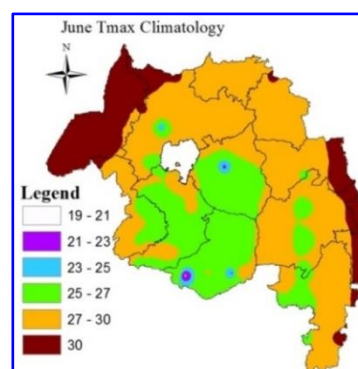 June Tmax Climatology
N
Legend
19 - 21
21 - 23
23 - 25
25 - 27
27 - 30
30